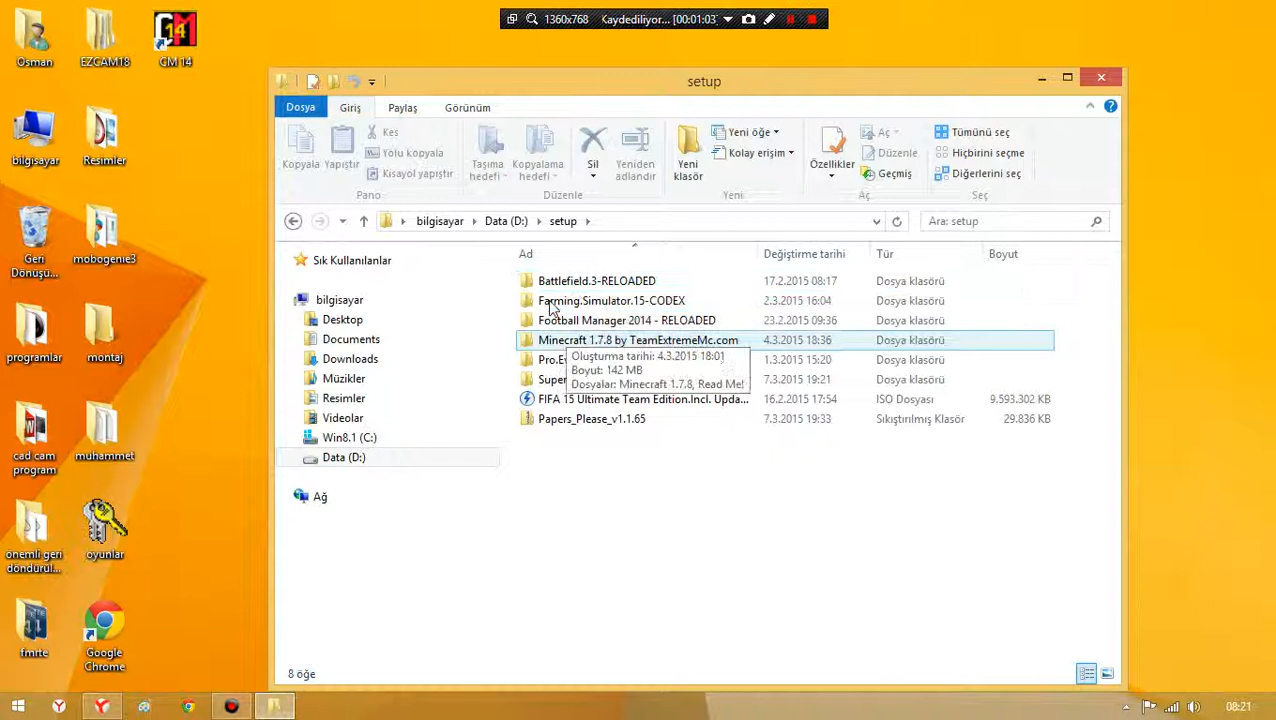 1360x768 Kaydediliyor... [00:01:03]
Osman
EZCAM18
CM 14
setup
Dosya
Giriş
Paylaş
Görünüm
Kopyala
Yapıştır
Kes
Yolu kopyala
Kısayol yapıştır
Taşıma hedefi
Kopyalama hedefi
Sil
Yeniden adlandır
Yeni klasör
Yeni öğe
Kolay erişim
Özellikler
Aç
Düzenle
Geçmiş
Tümünü seç
Hiçbirini seçme
Diğerlerini seç
Pano
Düzenle
Yeni
Aç
Seç
bilgisayar
Data (D:)
setup
Ara: setup
Ad
Değiştirme tarihi
Tür
Boyut
Battlefield.3-RELOADED 17.2.2015 08:17 Dosya klasörü
Farming.Simulator.15-CODEX 2.3.2015 16:04 Dosya klasörü
Football Manager 2014 - RELOADED 23.2.2015 09:36 Dosya klasörü
Minecraft 1.7.8 by TeamExtremeMc.com 4.3.2015 18:36 Dosya klasörü
Pro.Ev 1.3.2015 15:20 Dosya klasörü
Super 7.3.2015 19:21 Dosya klasörü
FIFA 15 Ultimate Team Edition.Incl. Upda... 16.2.2015 17:54 ISO Dosyası 9.593.302 KB
Papers_Please_v1.1.65 7.3.2015 19:33 Sıkıştırılmış Klasör 29.836 KB
Oluşturma tarihi: 4.3.2015 18:01
Boyut: 142 MB
Dosyalar: Minecraft 1.7.8, Read Me!
Sık Kullanılanlar
bilgisayar
Desktop
Documents
Downloads
Müzikler
Resimler
Videolar
Win8.1 (C:)
Data (D:)
Ağ
8 öğe
bilgisayar
Resimler
Geri Dönüşü...
mobogenie3
programlar
montaj
cad cam program
muhammet
önemli geri döndürül...
oyunlar
fmrte
Google Chrome
08:21